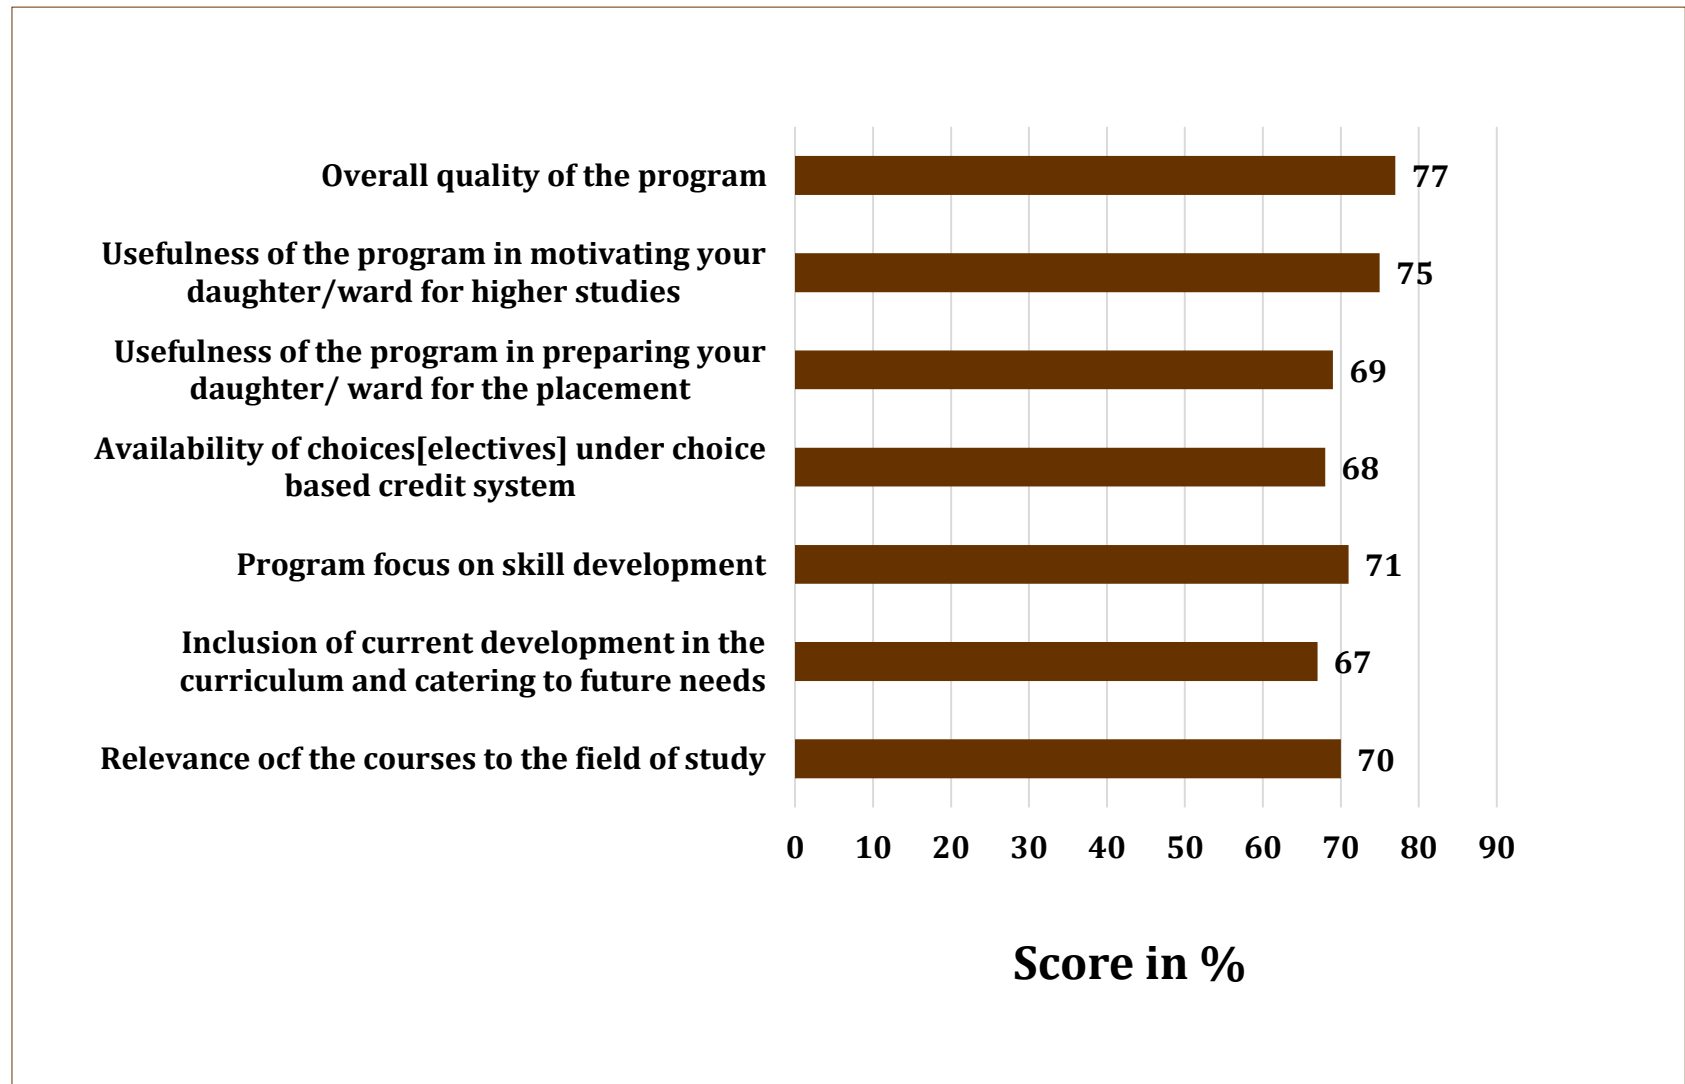 Overall quality of the program
77
Usefulness of the program in motivating your
daughter/ward for higher studies
75
Usefulness of the program in preparing your
daughter/ ward for the placement
69
Availability of choices[electives] under choice
based credit system
68
Program focus on skill development
71
Inclusion of current development in the
curriculum and catering to future needs
67
Relevance ocf the courses to the field of study
70
0 10 20 30 40 50 60 70 80 90
Score in %